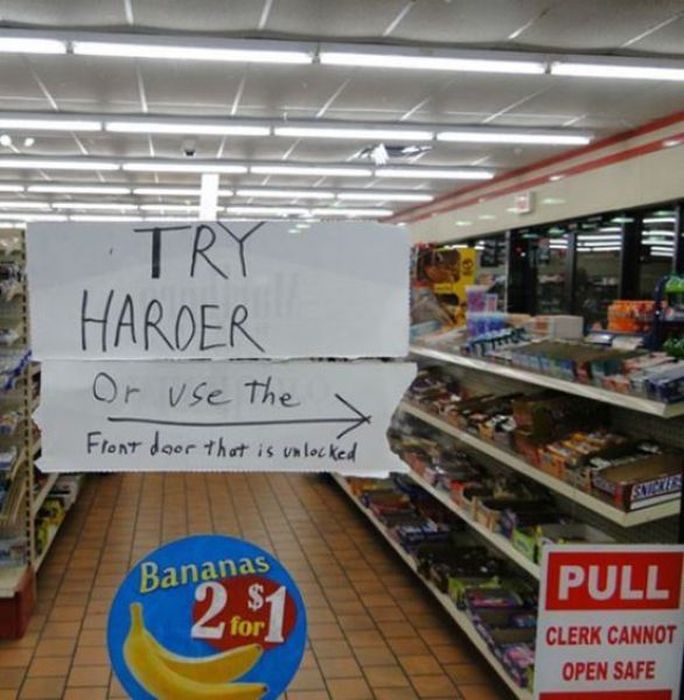 TRY
HARDER
Or use the
Front door that is unlocked
Bananas
2 for $1
PULL
CLERK CANNOT
OPEN SAFE
SNICKERS